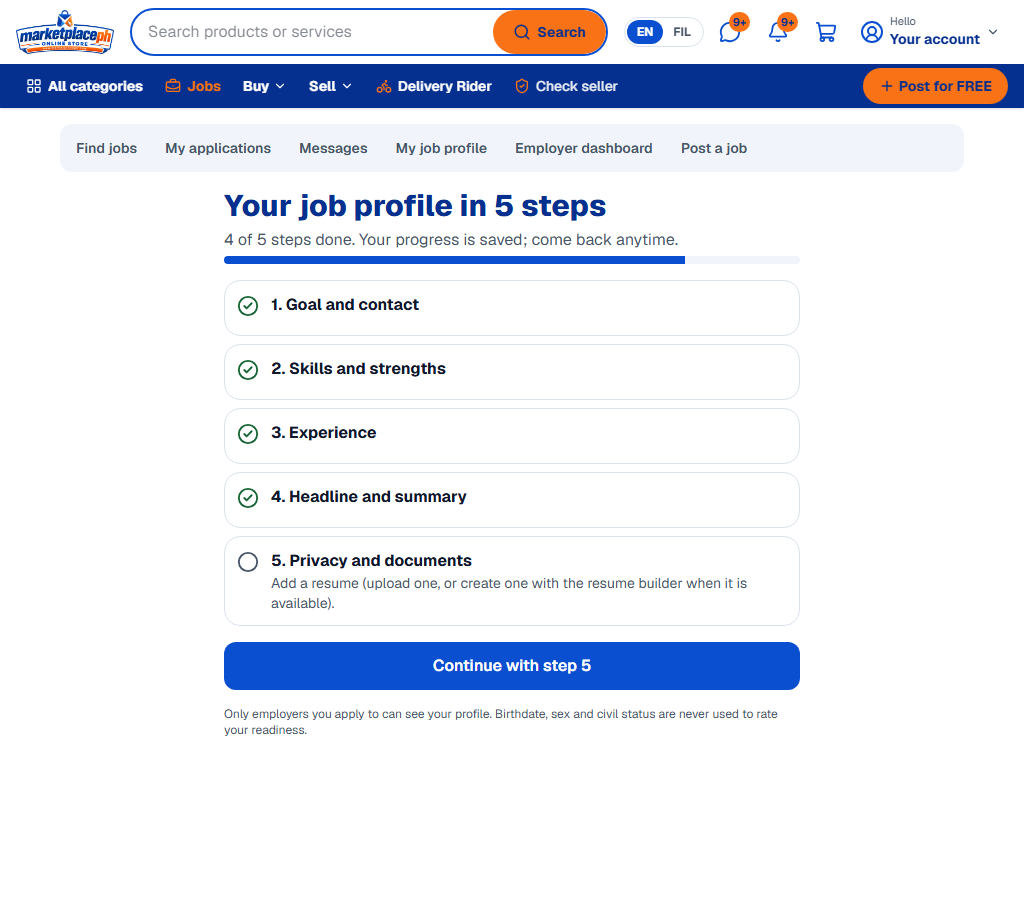 marketplaceph
ONLINE STORE
Search products or services
Search
EN
FIL
9+
9+
Hello
Your account
All categories
Jobs
Buy
Sell
Delivery Rider
Check seller
+ Post for FREE
Find jobs
My applications
Messages
My job profile
Employer dashboard
Post a job
Your job profile in 5 steps
4 of 5 steps done. Your progress is saved; come back anytime.
1. Goal and contact
2. Skills and strengths
3. Experience
4. Headline and summary
5. Privacy and documents
Add a resume (upload one, or create one with the resume builder when it is
available).
Continue with step 5
Only employers you apply to can see your profile. Birthdate, sex and civil status are never used to rate
your readiness.